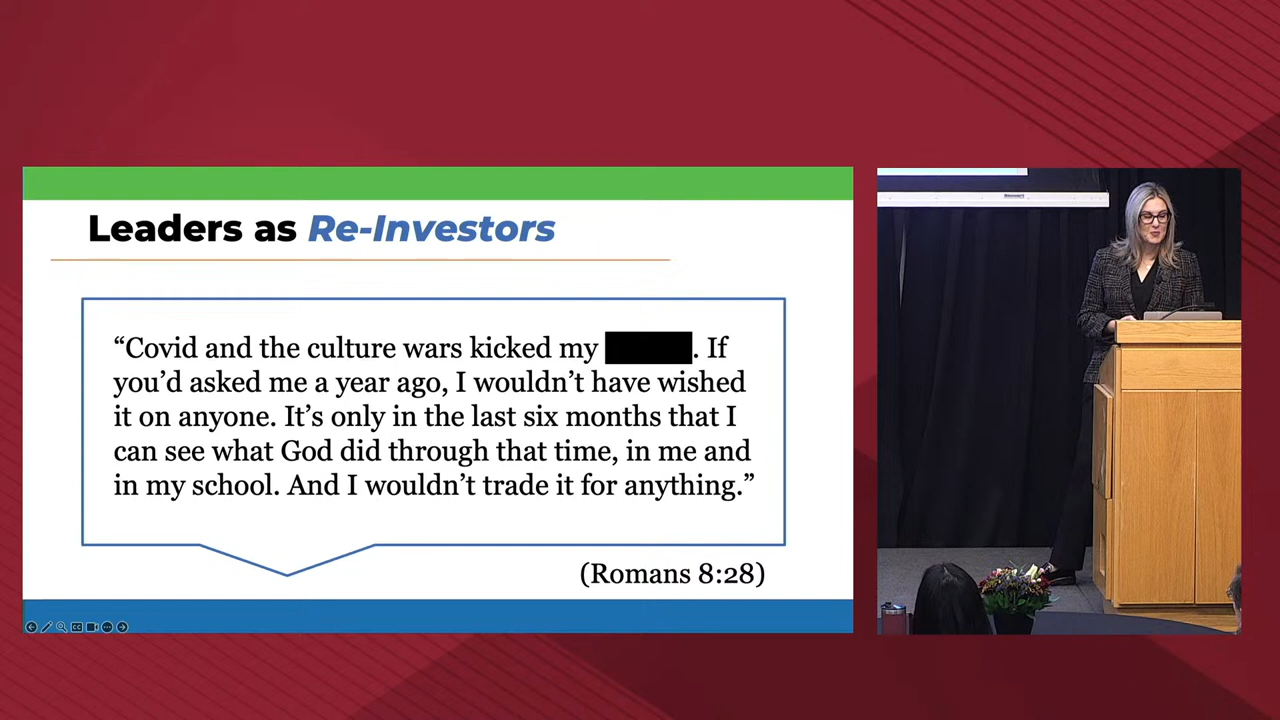 Leaders as Re-Investors
“Covid and the culture wars kicked my . If
you’d asked me a year ago, I wouldn’t have wished
it on anyone. It’s only in the last six months that I
can see what God did through that time, in me and
in my school. And I wouldn’t trade it for anything.”
(Romans 8:28)